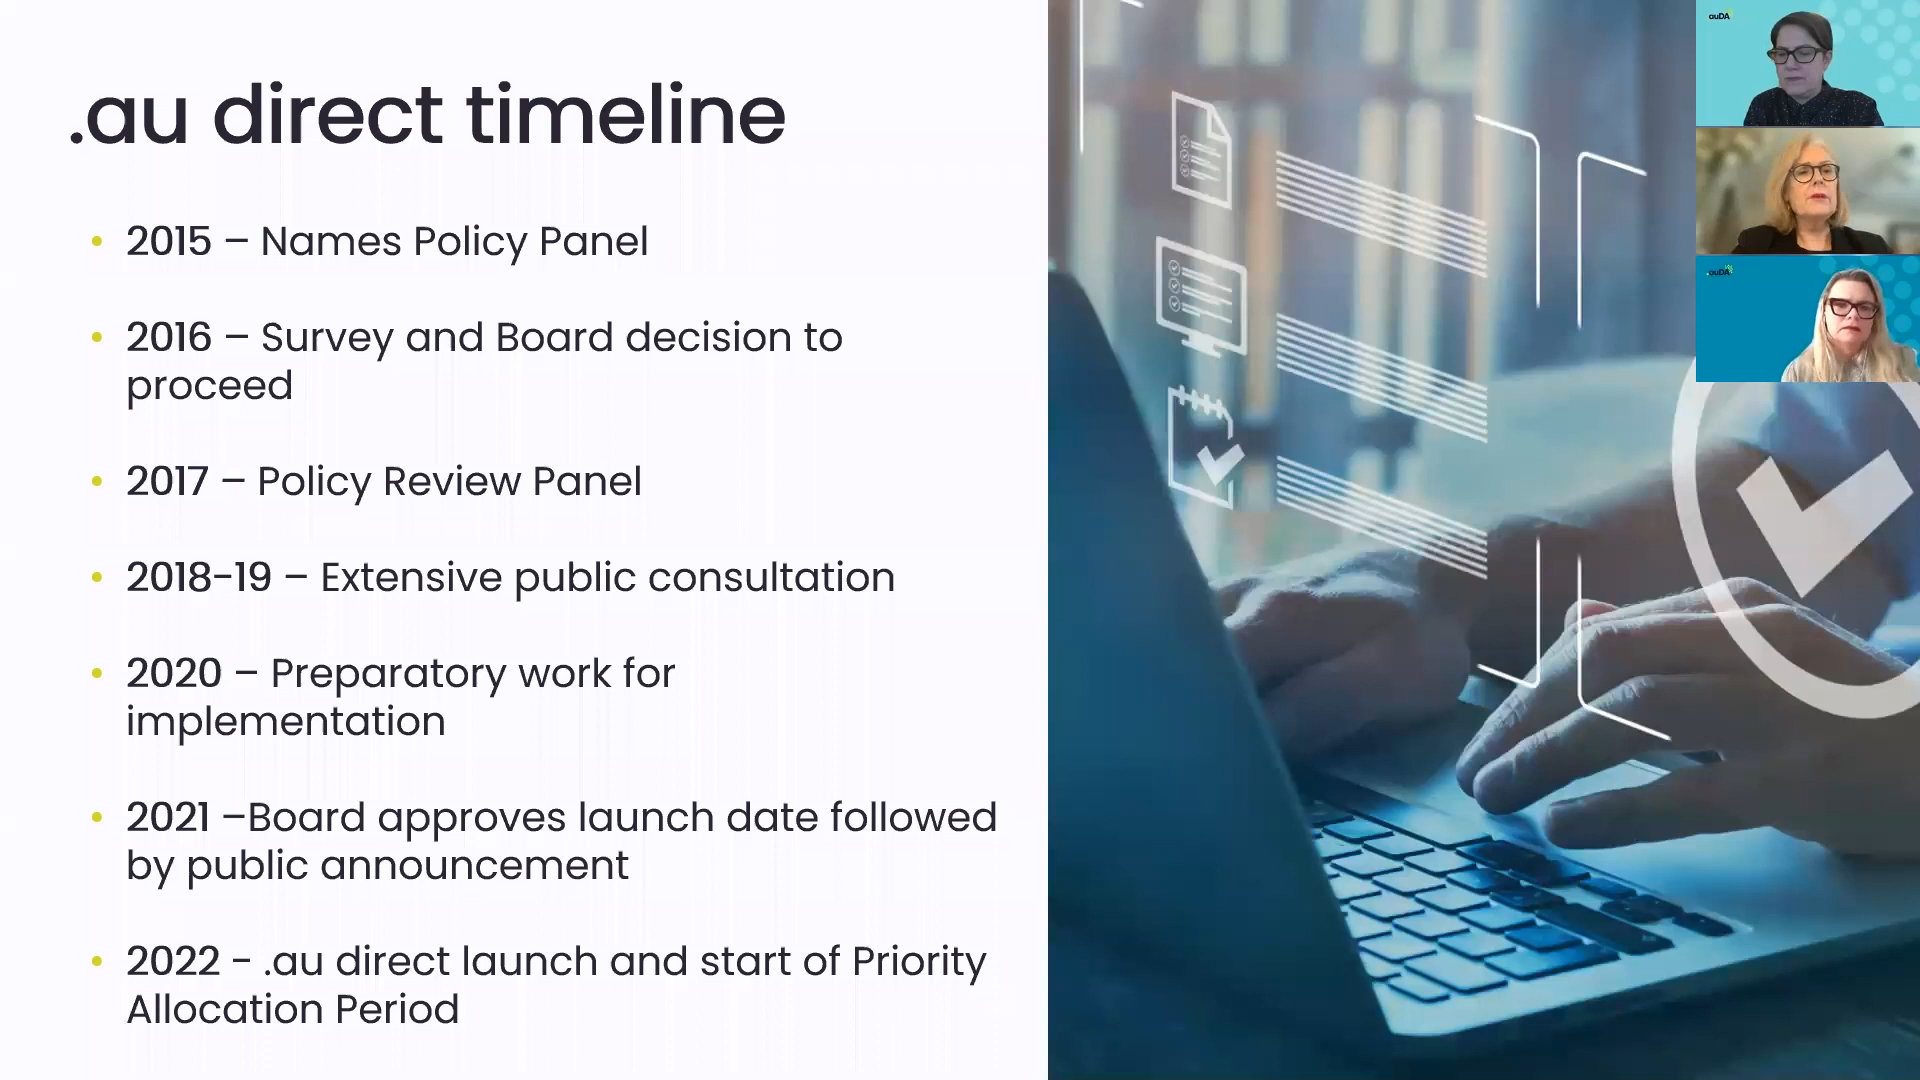 .au direct timeline
• 2015 – Names Policy Panel
• 2016 – Survey and Board decision to
proceed
• 2017 – Policy Review Panel
• 2018-19 – Extensive public consultation
• 2020 – Preparatory work for
implementation
• 2021 –Board approves launch date followed
by public announcement
• 2022 - .au direct launch and start of Priority
Allocation Period
auDA
.auDA